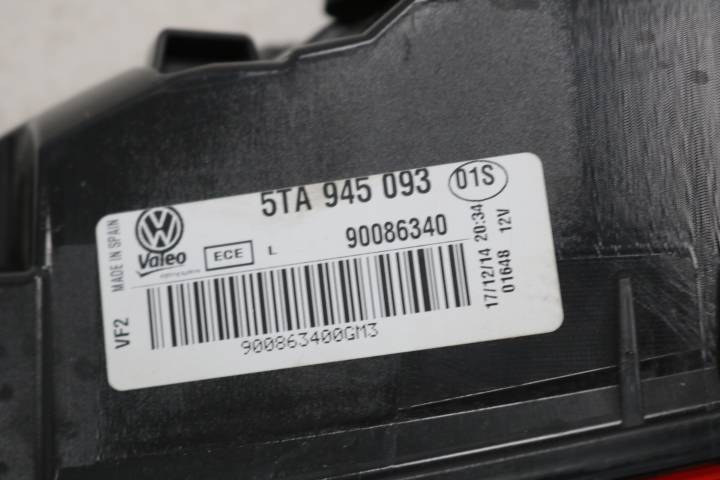 5TA 945 093 01S
MADE IN SPAIN
Valeo
ECE L
90086340
17/12/14 20:34
01648 12V
VF2
900863400GM3